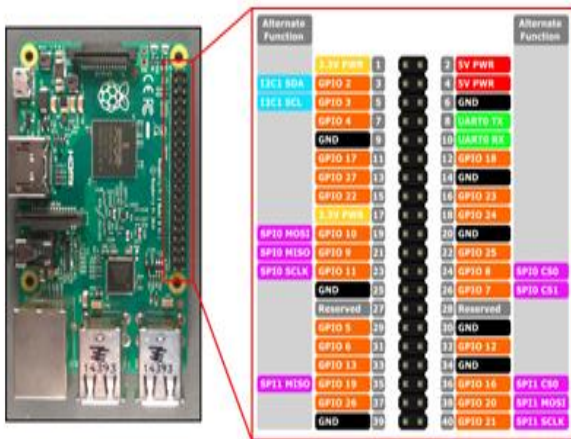 Alternate Function Alternate Function
3.3V PWR 1 2 5V PWR
I2C1 SDA GPIO 2 3 4 5V PWR
I2C1 SCL GPIO 3 5 6 GND
GPIO 4 7 8 UART0 TX
GND 9 10 UART0 RX
GPIO 17 11 12 GPIO 18
GPIO 27 13 14 GND
GPIO 22 15 16 GPIO 23
3.3V PWR 17 18 GPIO 24
SPI0 MOSI GPIO 10 19 20 GND
SPI0 MISO GPIO 9 21 22 GPIO 25
SPI0 SCLK GPIO 11 23 24 GPIO 8 SPI0 CS0
GND 25 26 GPIO 7 SPI0 CS1
Reserved 27 28 Reserved
GPIO 5 29 30 GND
GPIO 6 31 32 GPIO 12
GPIO 13 33 34 GND
SPI1 MISO GPIO 19 35 36 GPIO 16 SPI1 CS0
GPIO 26 37 38 GPIO 20 SPI1 MOSI
GND 39 40 GPIO 21 SPI1 SCLK
14393 14393